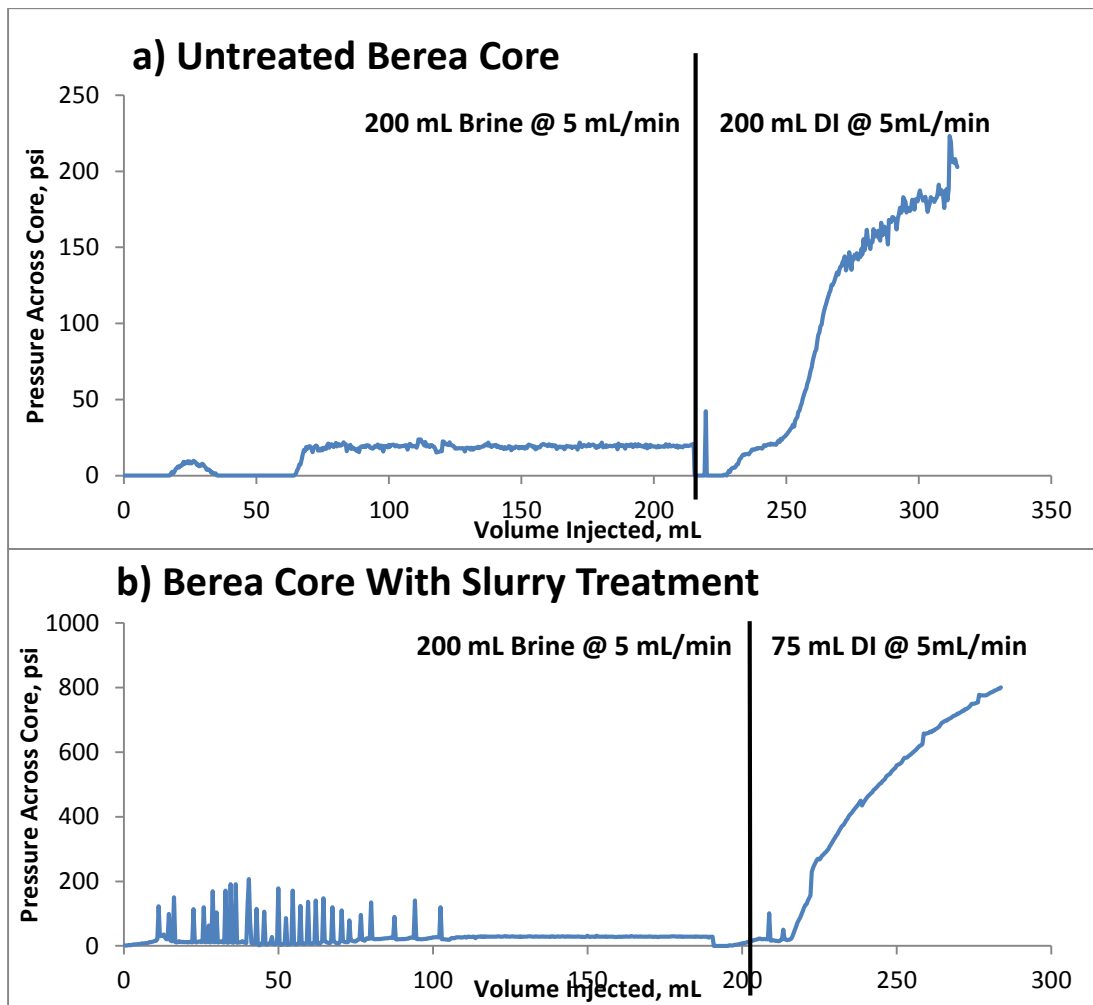 a) Untreated Berea Core
250
200
150
100
50
0
Pressure Across Core, psi
200 mL Brine @ 5 mL/min
200 mL DI @ 5mL/min
0 50 100 150 200 250 300 350
Volume Injected, mL
b) Berea Core With Slurry Treatment
1000
800
600
400
200
0
Pressure Across Core, psi
200 mL Brine @ 5 mL/min
75 mL DI @ 5mL/min
0 50 100 150 200 250 300
Volume Injected, mL